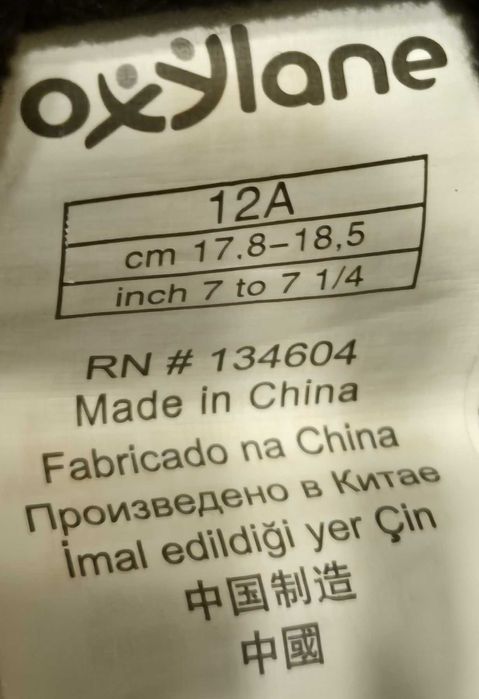 oxylane
12A
cm 17.8–18,5
inch 7 to 7 1/4
RN # 134604
Made in China
Fabricado na China
Произведено в Китае
İmal edildiği yer Çin
中国制造
中國